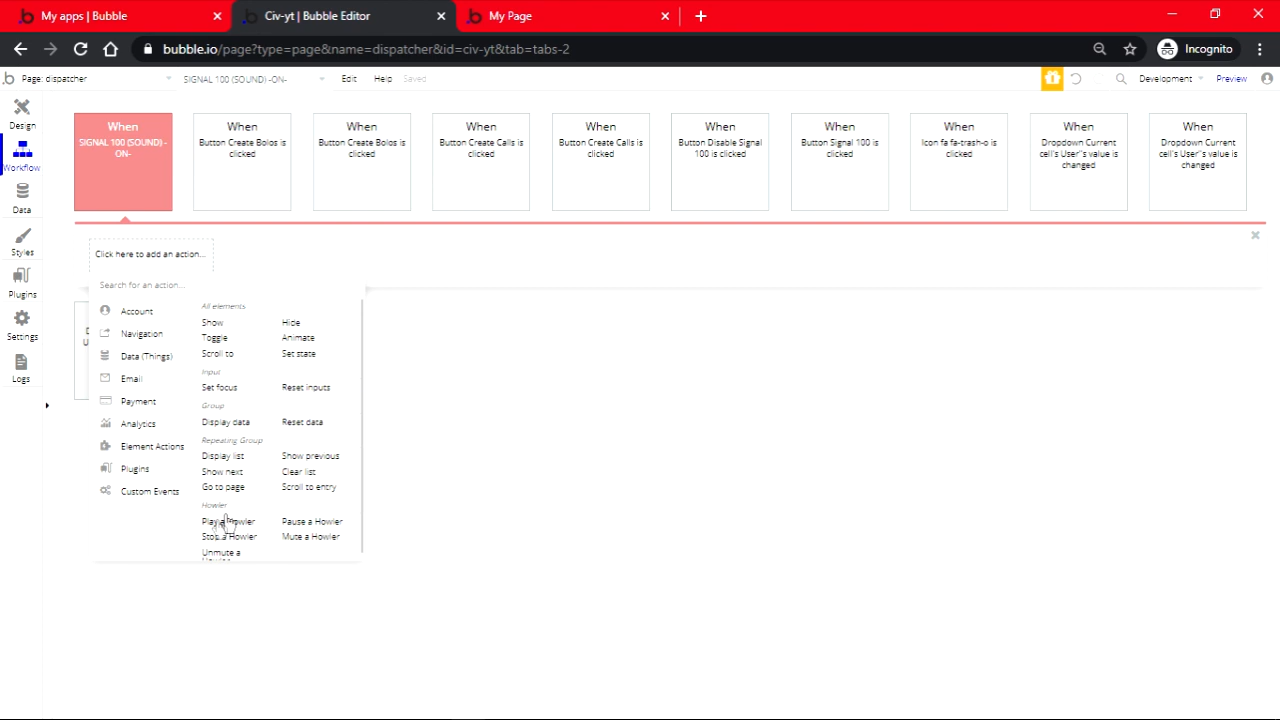 My apps | Bubble
Civ-yt | Bubble Editor
My Page
bubble.io/page?type=page&name=dispatcher&id=civ-yt&tab=tabs-2
Incognito
Page: dispatcher
SIGNAL 100 (SOUND) -ON-
Edit
Help
Saved
Development
Preview
Design
Workflow
Data
Styles
Plugins
Settings
Logs
When
SIGNAL 100 (SOUND) -
ON-
When
Button Create Bolos is
clicked
When
Button Create Bolos is
clicked
When
Button Create Calls is
clicked
When
Button Create Calls is
clicked
When
Button Disable Signal
100 is clicked
When
Button Signal 100 is
clicked
When
Icon fa fa-trash-o is
clicked
When
Dropdown Current
cell's User"s value is
changed
When
Dropdown Current
cell's User"s value is
changed
Click here to add an action...
Search for an action...
Account
Navigation
Data (Things)
Email
Payment
Analytics
Element Actions
Plugins
Custom Events
All elements
Show Hide
Toggle Animate
Scroll to Set state
Input
Set focus Reset inputs
Group
Display data Reset data
Repeating Group
Display list Show previous
Show next Clear list
Go to page Scroll to entry
Howler
Play a Howler Pause a Howler
Stop a Howler Mute a Howler
Unmute a